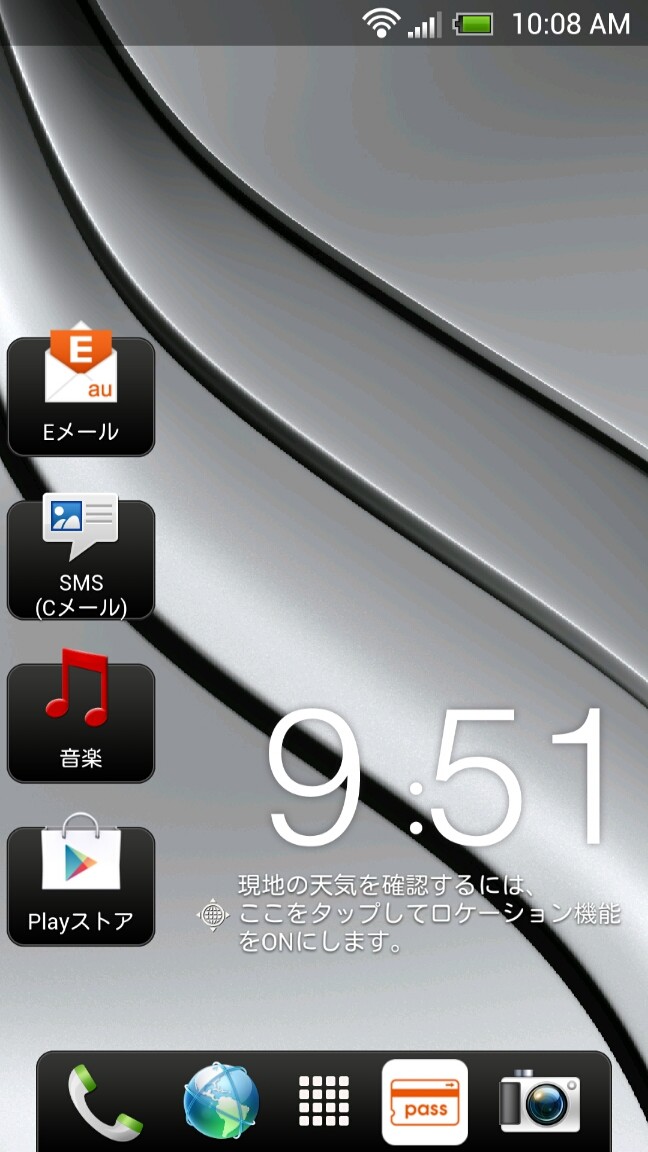 10:08 AM
E
au
Eメール
SMS
(Cメール)
音楽
Playストア
9:51
現地の天気を確認するには、
ここをタップしてロケーション機能
をONにします。
pass